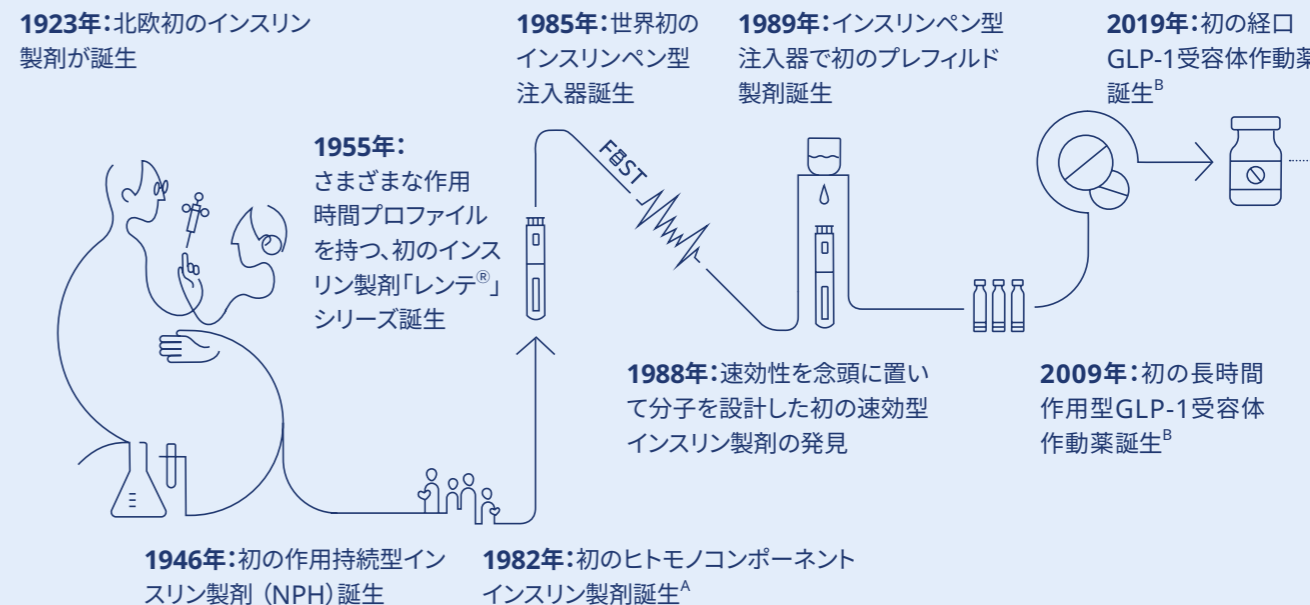 1923年：北欧初のインスリン
製剤が誕生
1946年：初の作用持続型イン
スリン製剤（NPH）誕生
1955年：
さまざまな作用
時間プロファイル
を持つ、初のインス
リン製剤「レンテ®」
シリーズ誕生
1982年：初のヒトモノコンポーネント
インスリン製剤誕生A
1985年：世界初の
インスリンペン型
注入器誕生
FAST
1988年：速効性を念頭に置い
て分子を設計した初の速効型
インスリン製剤の発見
1989年：インスリンペン型
注入器で初のプレフィルド
製剤誕生
2009年：初の長時間
作用型GLP-1受容体
作動薬誕生B
2019年：初の経口
GLP-1受容体作動薬
誕生B